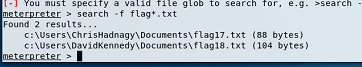 [-] You must specify a valid file glob to search for, e.g. >search -f
meterpreter > search -f flag*.txt
Found 2 results...
c:\Users\ChrisHadnagy\Documents\flag17.txt (88 bytes)
c:\Users\DavidKennedy\Documents\flag18.txt (104 bytes)
meterpreter >